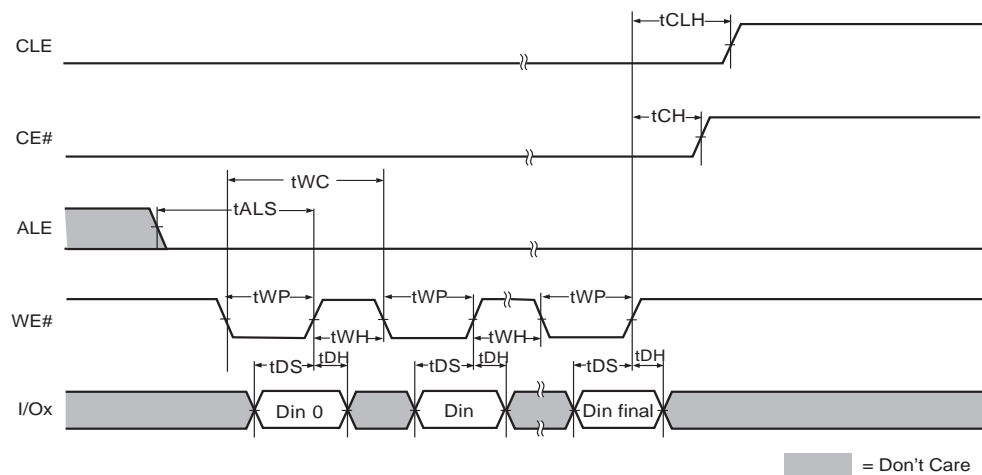 tCLH
CLE
tCH
CE#
tWC
tALS
ALE
tWP tWP tWP
WE#
tWH tWH
tDS tDH tDS tDH tDS tDH
I/Ox Din 0 Din Din final
= Don't Care